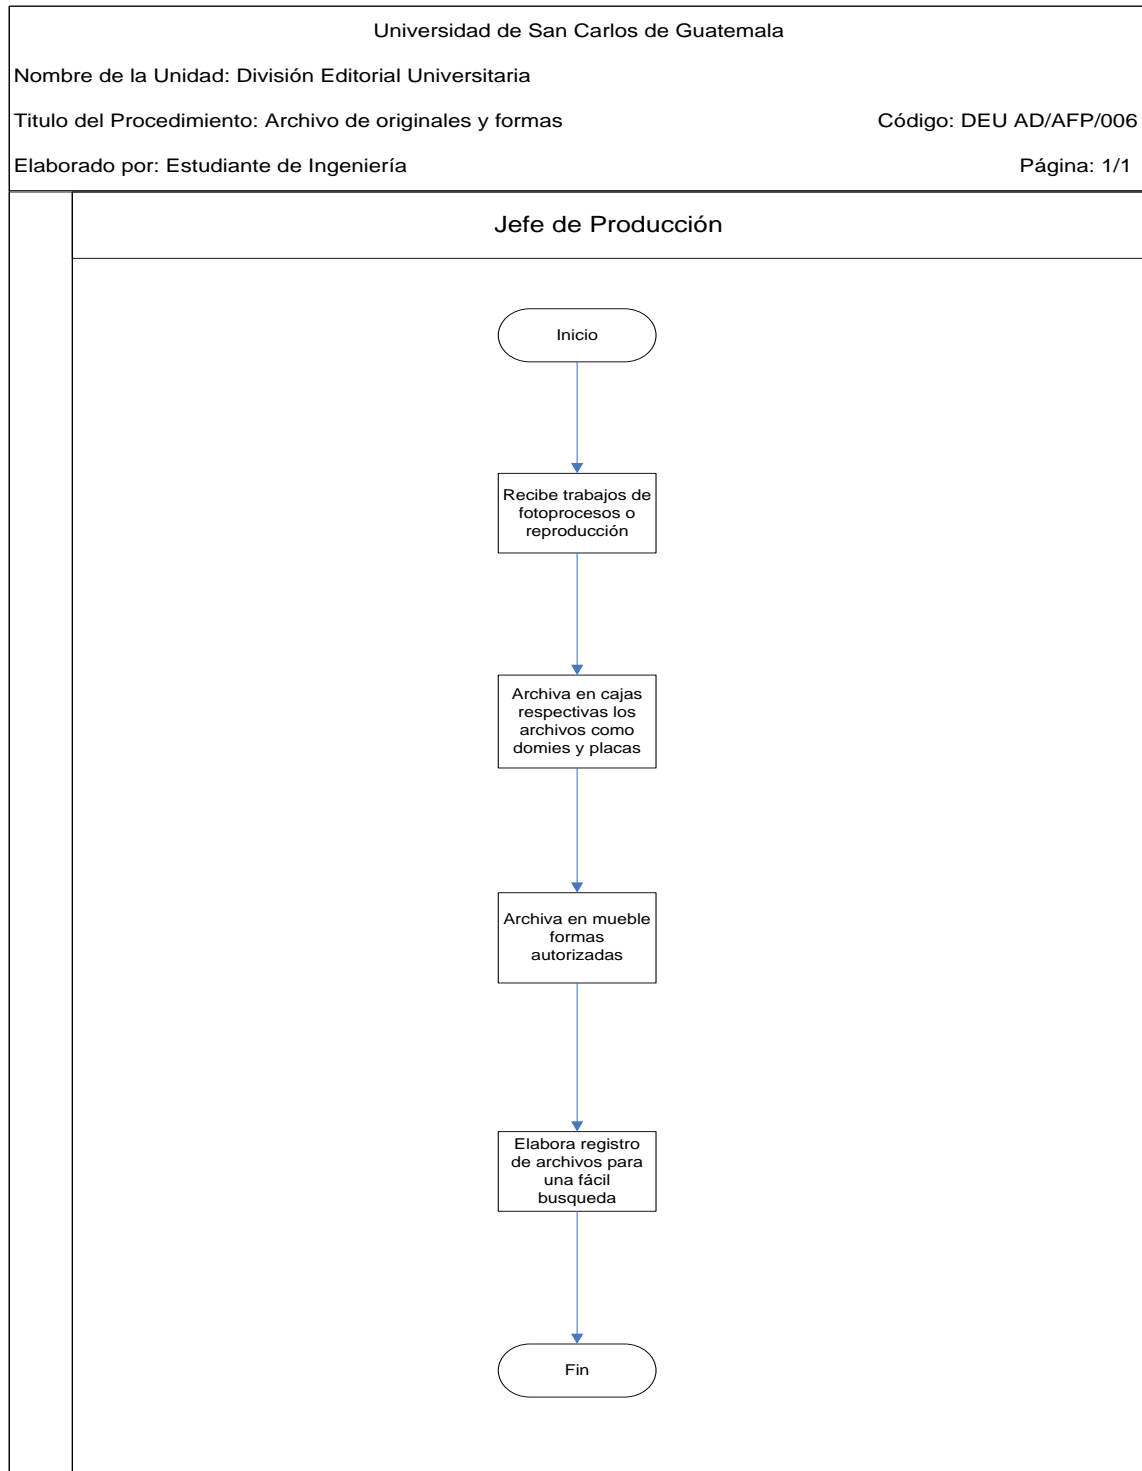 Universidad de San Carlos de Guatemala
Nombre de la Unidad: División Editorial Universitaria
Titulo del Procedimiento: Archivo de originales y formas Código: DEU AD/AFP/006
Elaborado por: Estudiante de Ingeniería Página: 1/1
Jefe de Producción
Inicio
Recibe trabajos de
fotoprocesos o
reproducción
Archiva en cajas
respectivas los
archivos como
domies y placas
Archiva en mueble
formas
autorizadas
Elabora registro
de archivos para
una fácil
busqueda
Fin